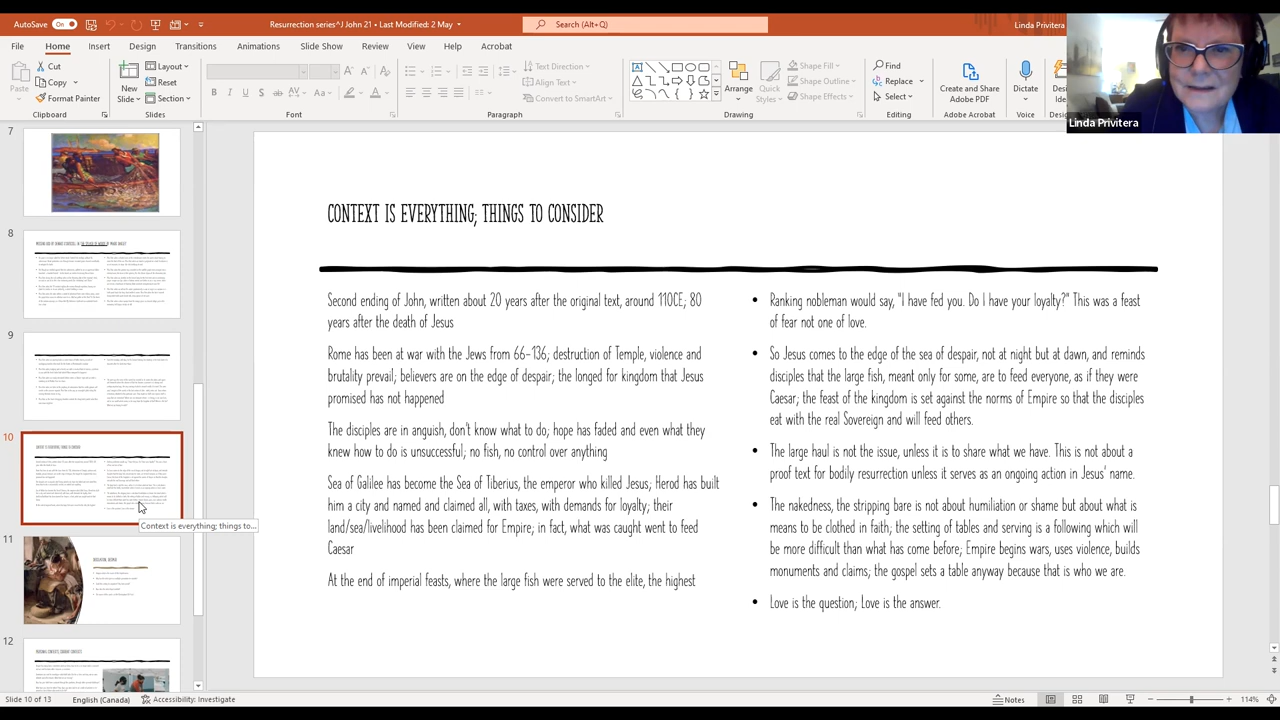 AutoSave On
Resurrection series^J John 21 • Last Modified: 2 May
Search (Alt+Q)
Linda Privitera
File Home Insert Design Transitions Animations Slide Show Review View Help Acrobat
Paste
Cut
Copy
Format Painter
Clipboard
New Slide
Layout
Reset
Section
Slides
Font
Text Direction
Align Text
Convert to SmartArt
Paragraph
Arrange
Quick Styles
Shape Fill
Shape Outline
Shape Effects
Drawing
Find
Replace
Select
Editing
Create and Share Adobe PDF
Adobe Acrobat
Dictate
Voice
Linda Privitera
7
8
9
10
Context is everything; things to...
11
12
CONTEXT IS EVERYTHING; THINGS TO CONSIDER
Second ending of John, written about 20 years after the original text, around 110CE; 80
years after the death of Jesus
Rome has been at war with the Jews from 66-136; destruction of Temple, violence and
brutality prevail; believers are on the edge of despair- the longed for kingdom that Jesus
promised has not happened
The disciples are in anguish, don't know what to do; hope has faded and even what they
knew how to do is unsuccessful; no fish, no control over anything
Sea of Galilee has become the Sea of Tiberius, the emperor who killed Jesus; Herod has built
him a city and named and claimed all, with taxes, with demands for loyalty; their
land/sea/livelihood has been claimed for Empire; in fact, what was caught went to feed
Caesar
At the end of imperial feasts, where the large fish were served to the elite, the highest
• Ranking nobleman would say, "I have fed you. Do I have your loyalty?" This was a feast
of fear not one of love.
• So Jesus comes to the edge of the sea of despair, not at night but at dawn, and reminds
disciples that the large fish, meant only for some, are to feed everyone, as if they were
Caesar; the feast of the kingdom is set against the norms of Empire so that the disciples
eat with the real Sovereign and will feed others.
• The large haul is not the issue, unless it is to share what we have. This is not about a
proof text of bodily resurrection unless it serves as ongoing action in Jesus' name.
• The nakedness, the stripping bare is not about humiliation or shame but about what is
means to be clothed in faith; the setting of tables and serving is a following which will
be more difficult than what has come before; Empire begins wars, uses violence, builds
monuments and claims; the gospel sets a table anyway because that is who we are.
• Love is the question; Love is the answer.
Slide 10 of 13
English (Canada)
Accessibility: Investigate
Notes
114%